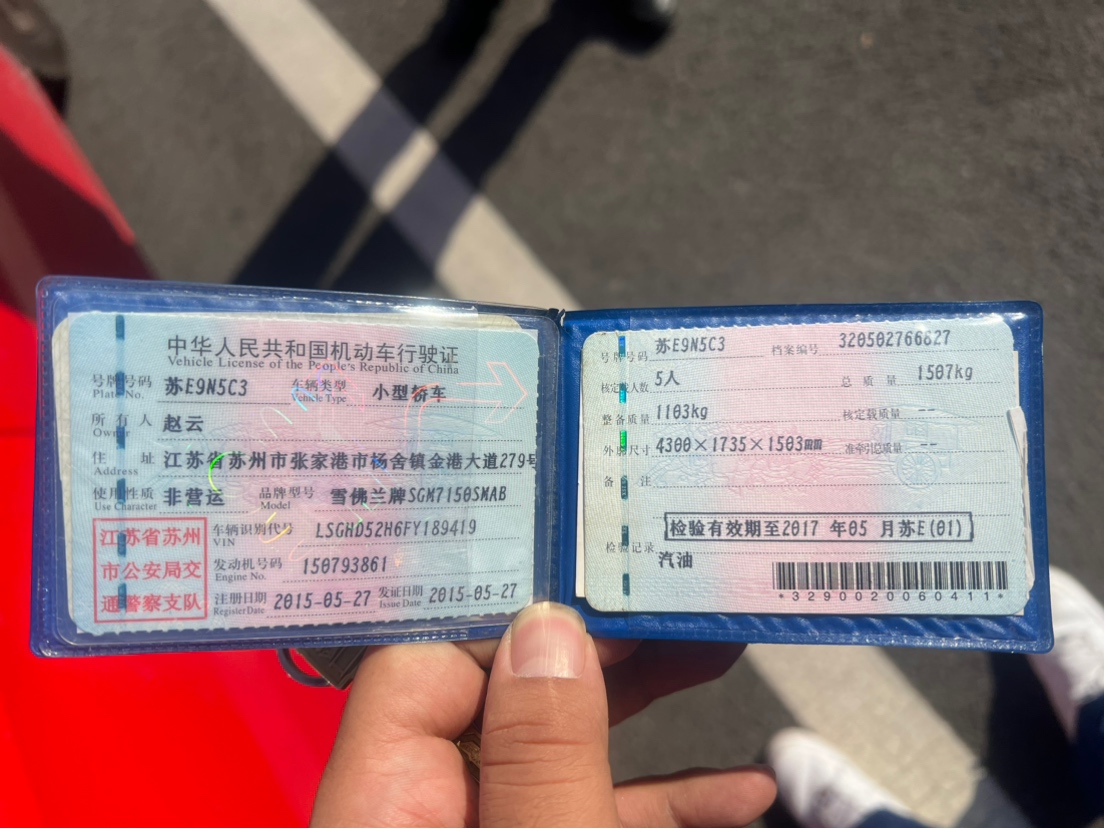 中华人民共和国机动车行驶证
Vehicle License of the People's Republic of China
号牌号码 苏E9N5C3 车辆类型 小型轿车
Plate No. Vehicle Type
所有人 赵云
Owner
住址 江苏省苏州市张家港市杨舍镇金港大道279号
Address
使用性质 非营运 品牌型号 雪佛兰牌SGM7150SMAB
Use Character Model
江苏省苏州
市公安局交
通警察支队
车辆识别代号 LSGHD52H6FY189419
VIN
发动机号码 150793861
Engine No.
注册日期 2015-05-27 发证日期 2015-05-27
Register Date Issue Date
号牌号码 苏E9N5C3 档案编号 320502766627
核定载人数 5人 总质量 1507kg
整备质量 1103kg 核定载质量 --
外廓尺寸 4300×1735×1503mm 准牵引总质量 --
备注
检验有效期至2017 年05 月苏E(01)
检验记录
汽油
*3290020060411*